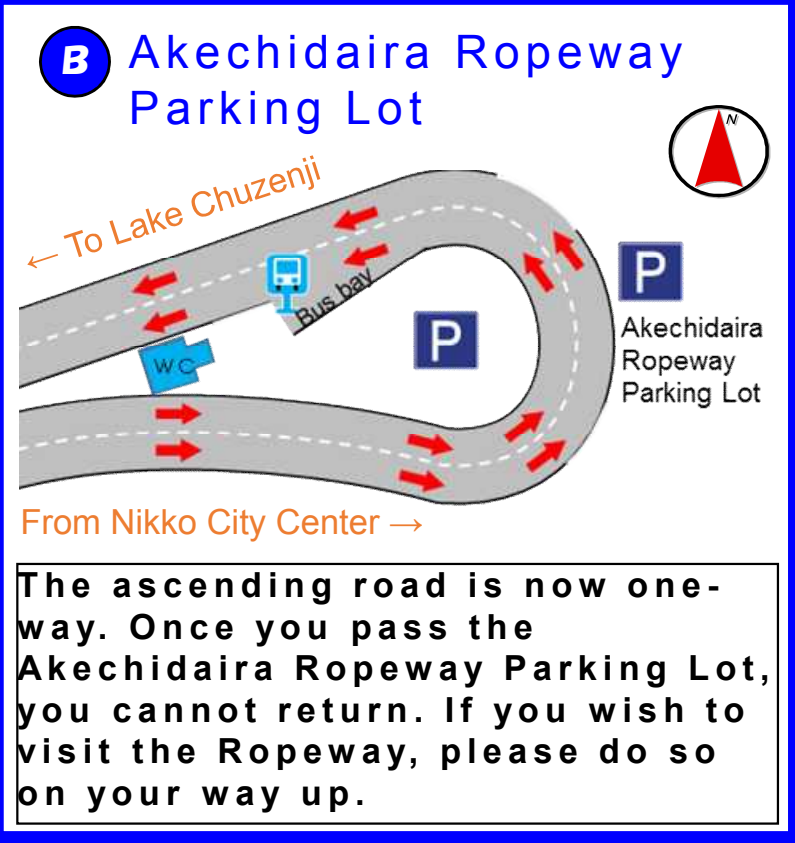 B Akechidaira Ropeway
Parking Lot
N
← To Lake Chuzenji
Bus bay
P
P
Akechidaira
Ropeway
Parking Lot
WC
From Nikko City Center →
The ascending road is now one-
way. Once you pass the
Akechidaira Ropeway Parking Lot,
you cannot return. If you wish to
visit the Ropeway, please do so
on your way up.